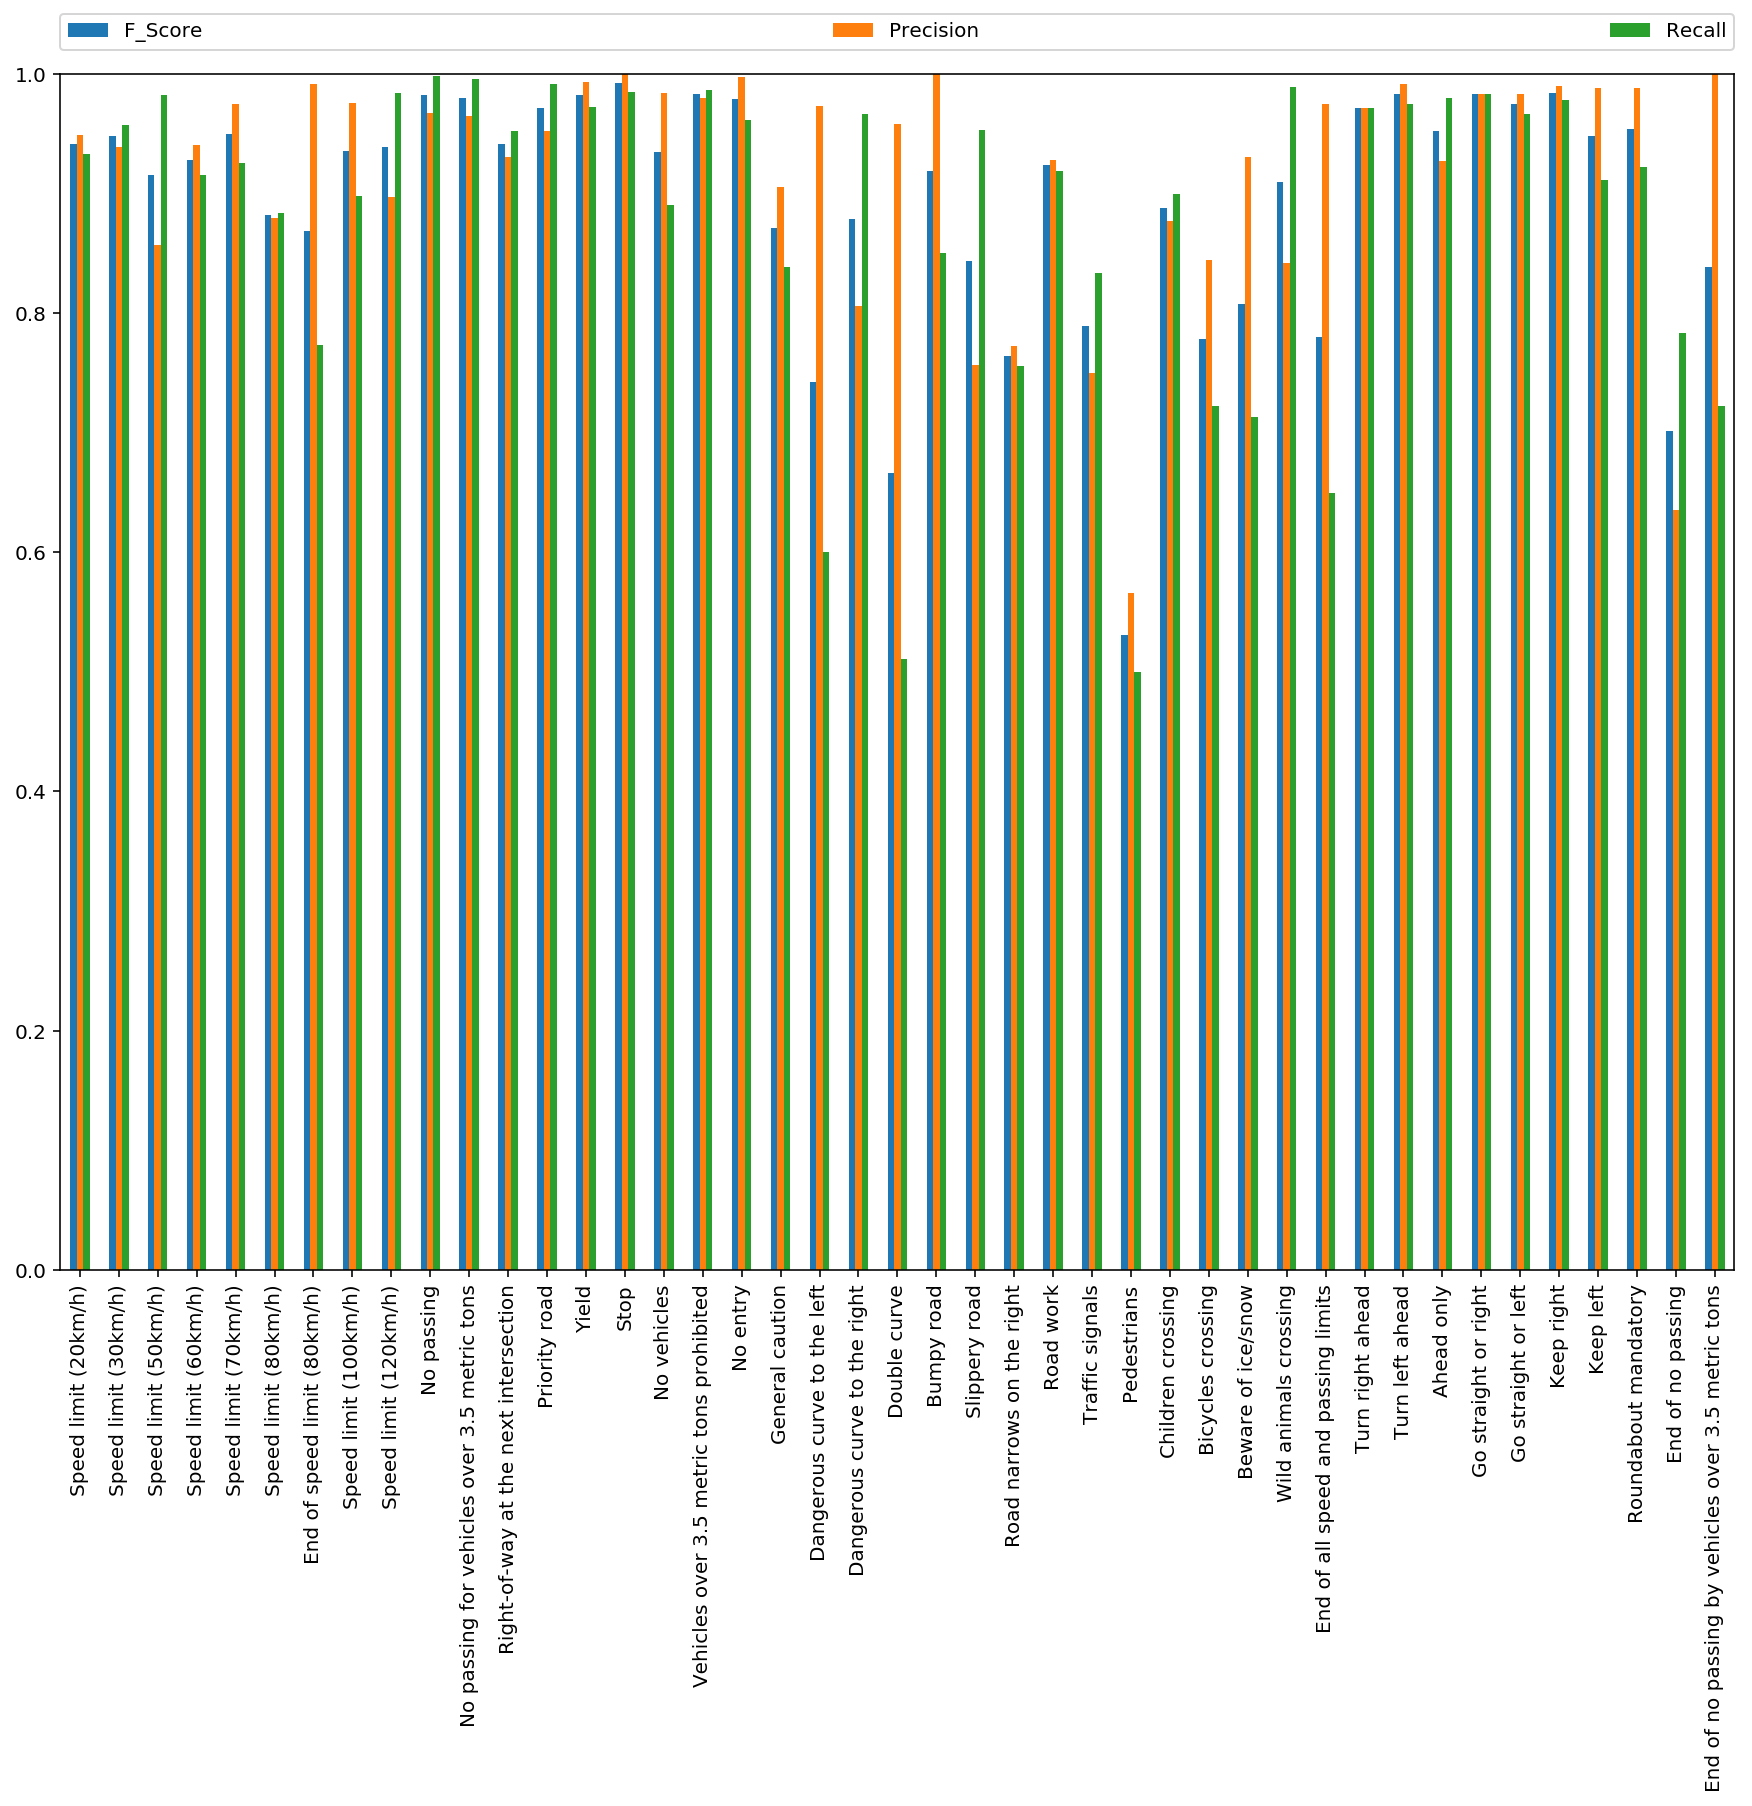 F_Score Precision Recall
1.0
0.8
0.6
0.4
0.2
0.0
Speed limit (20km/h)
Speed limit (30km/h)
Speed limit (50km/h)
Speed limit (60km/h)
Speed limit (70km/h)
Speed limit (80km/h)
End of speed limit (80km/h)
Speed limit (100km/h)
Speed limit (120km/h)
No passing
No passing for vehicles over 3.5 metric tons
Right-of-way at the next intersection
Priority road
Yield
Stop
No vehicles
Vehicles over 3.5 metric tons prohibited
No entry
General caution
Dangerous curve to the left
Dangerous curve to the right
Double curve
Bumpy road
Slippery road
Road narrows on the right
Road work
Traffic signals
Pedestrians
Children crossing
Bicycles crossing
Beware of ice/snow
Wild animals crossing
End of all speed and passing limits
Turn right ahead
Turn left ahead
Ahead only
Go straight or right
Go straight or left
Keep right
Keep left
Roundabout mandatory
End of no passing
End of no passing by vehicles over 3.5 metric tons